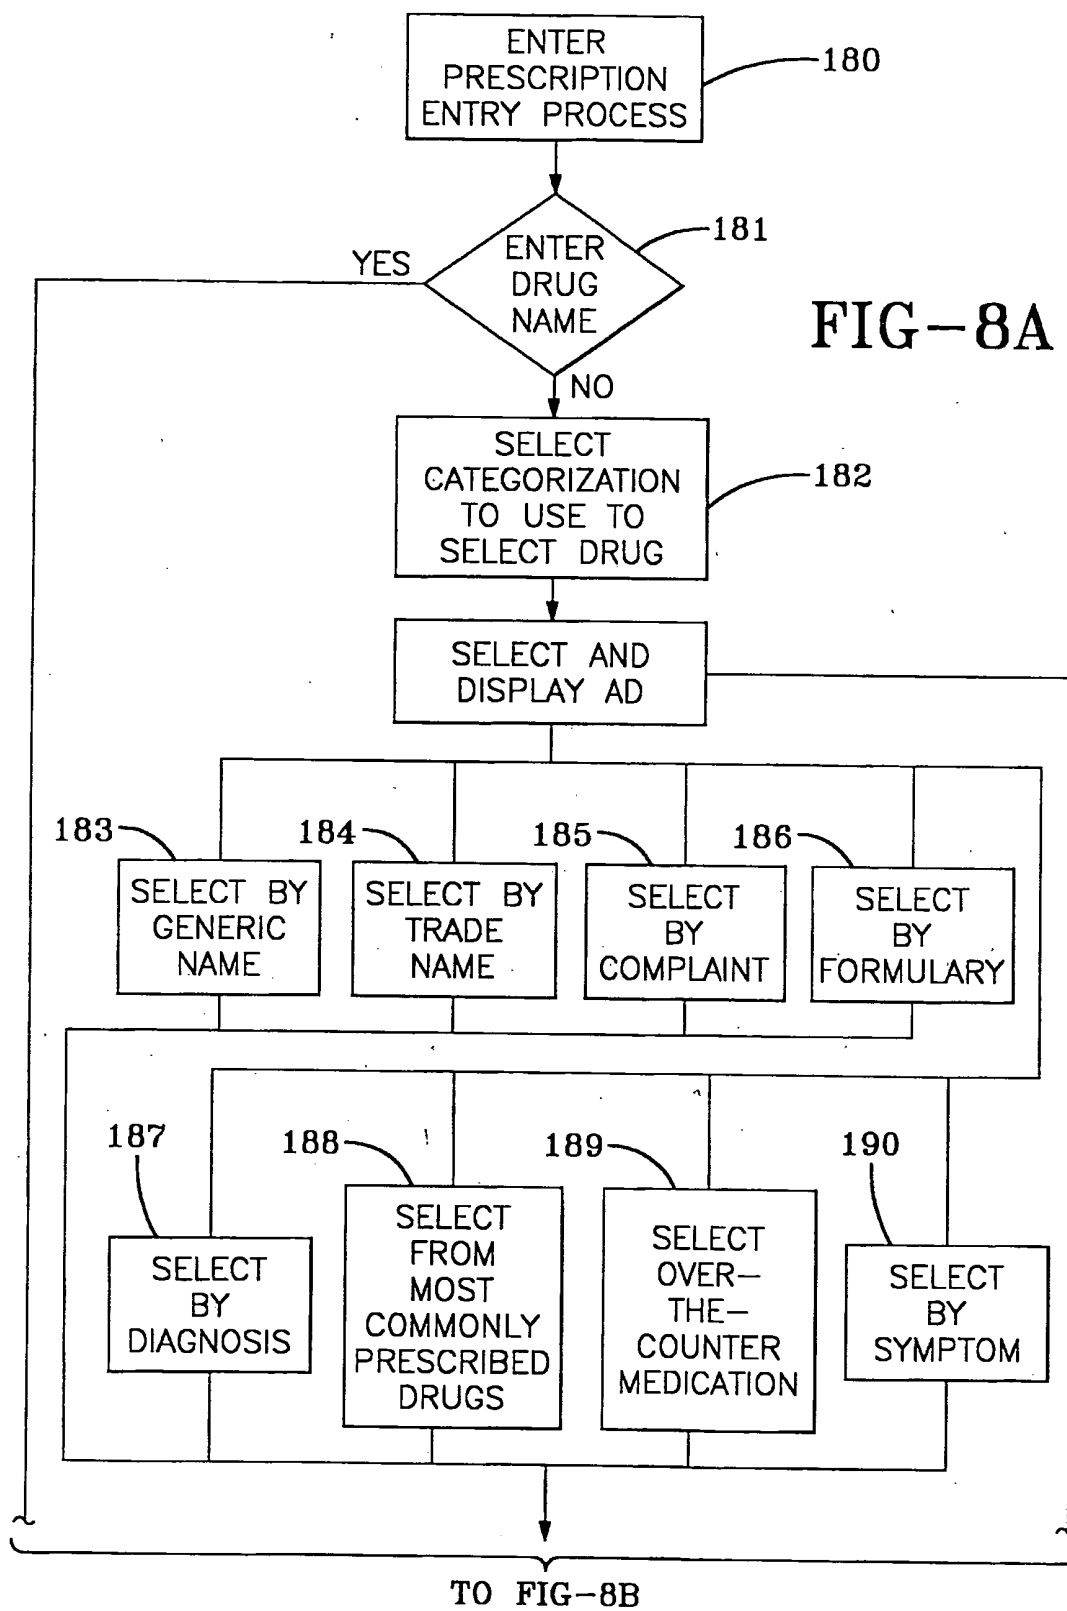 ENTER
PRESCRIPTION
ENTRY PROCESS
180
ENTER
DRUG
NAME
181
YES
NO
FIG-8A
SELECT
CATEGORIZATION
TO USE TO
SELECT DRUG
182
SELECT AND
DISPLAY AD
183
SELECT BY
GENERIC
NAME
184
SELECT BY
TRADE
NAME
185
SELECT
BY
COMPLAINT
186
SELECT
BY
FORMULARY
187
SELECT
BY
DIAGNOSIS
188
SELECT
FROM
MOST
COMMONLY
PRESCRIBED
DRUGS
189
SELECT
OVER-
THE-
COUNTER
MEDICATION
190
SELECT
BY
SYMPTOM
TO FIG-8B